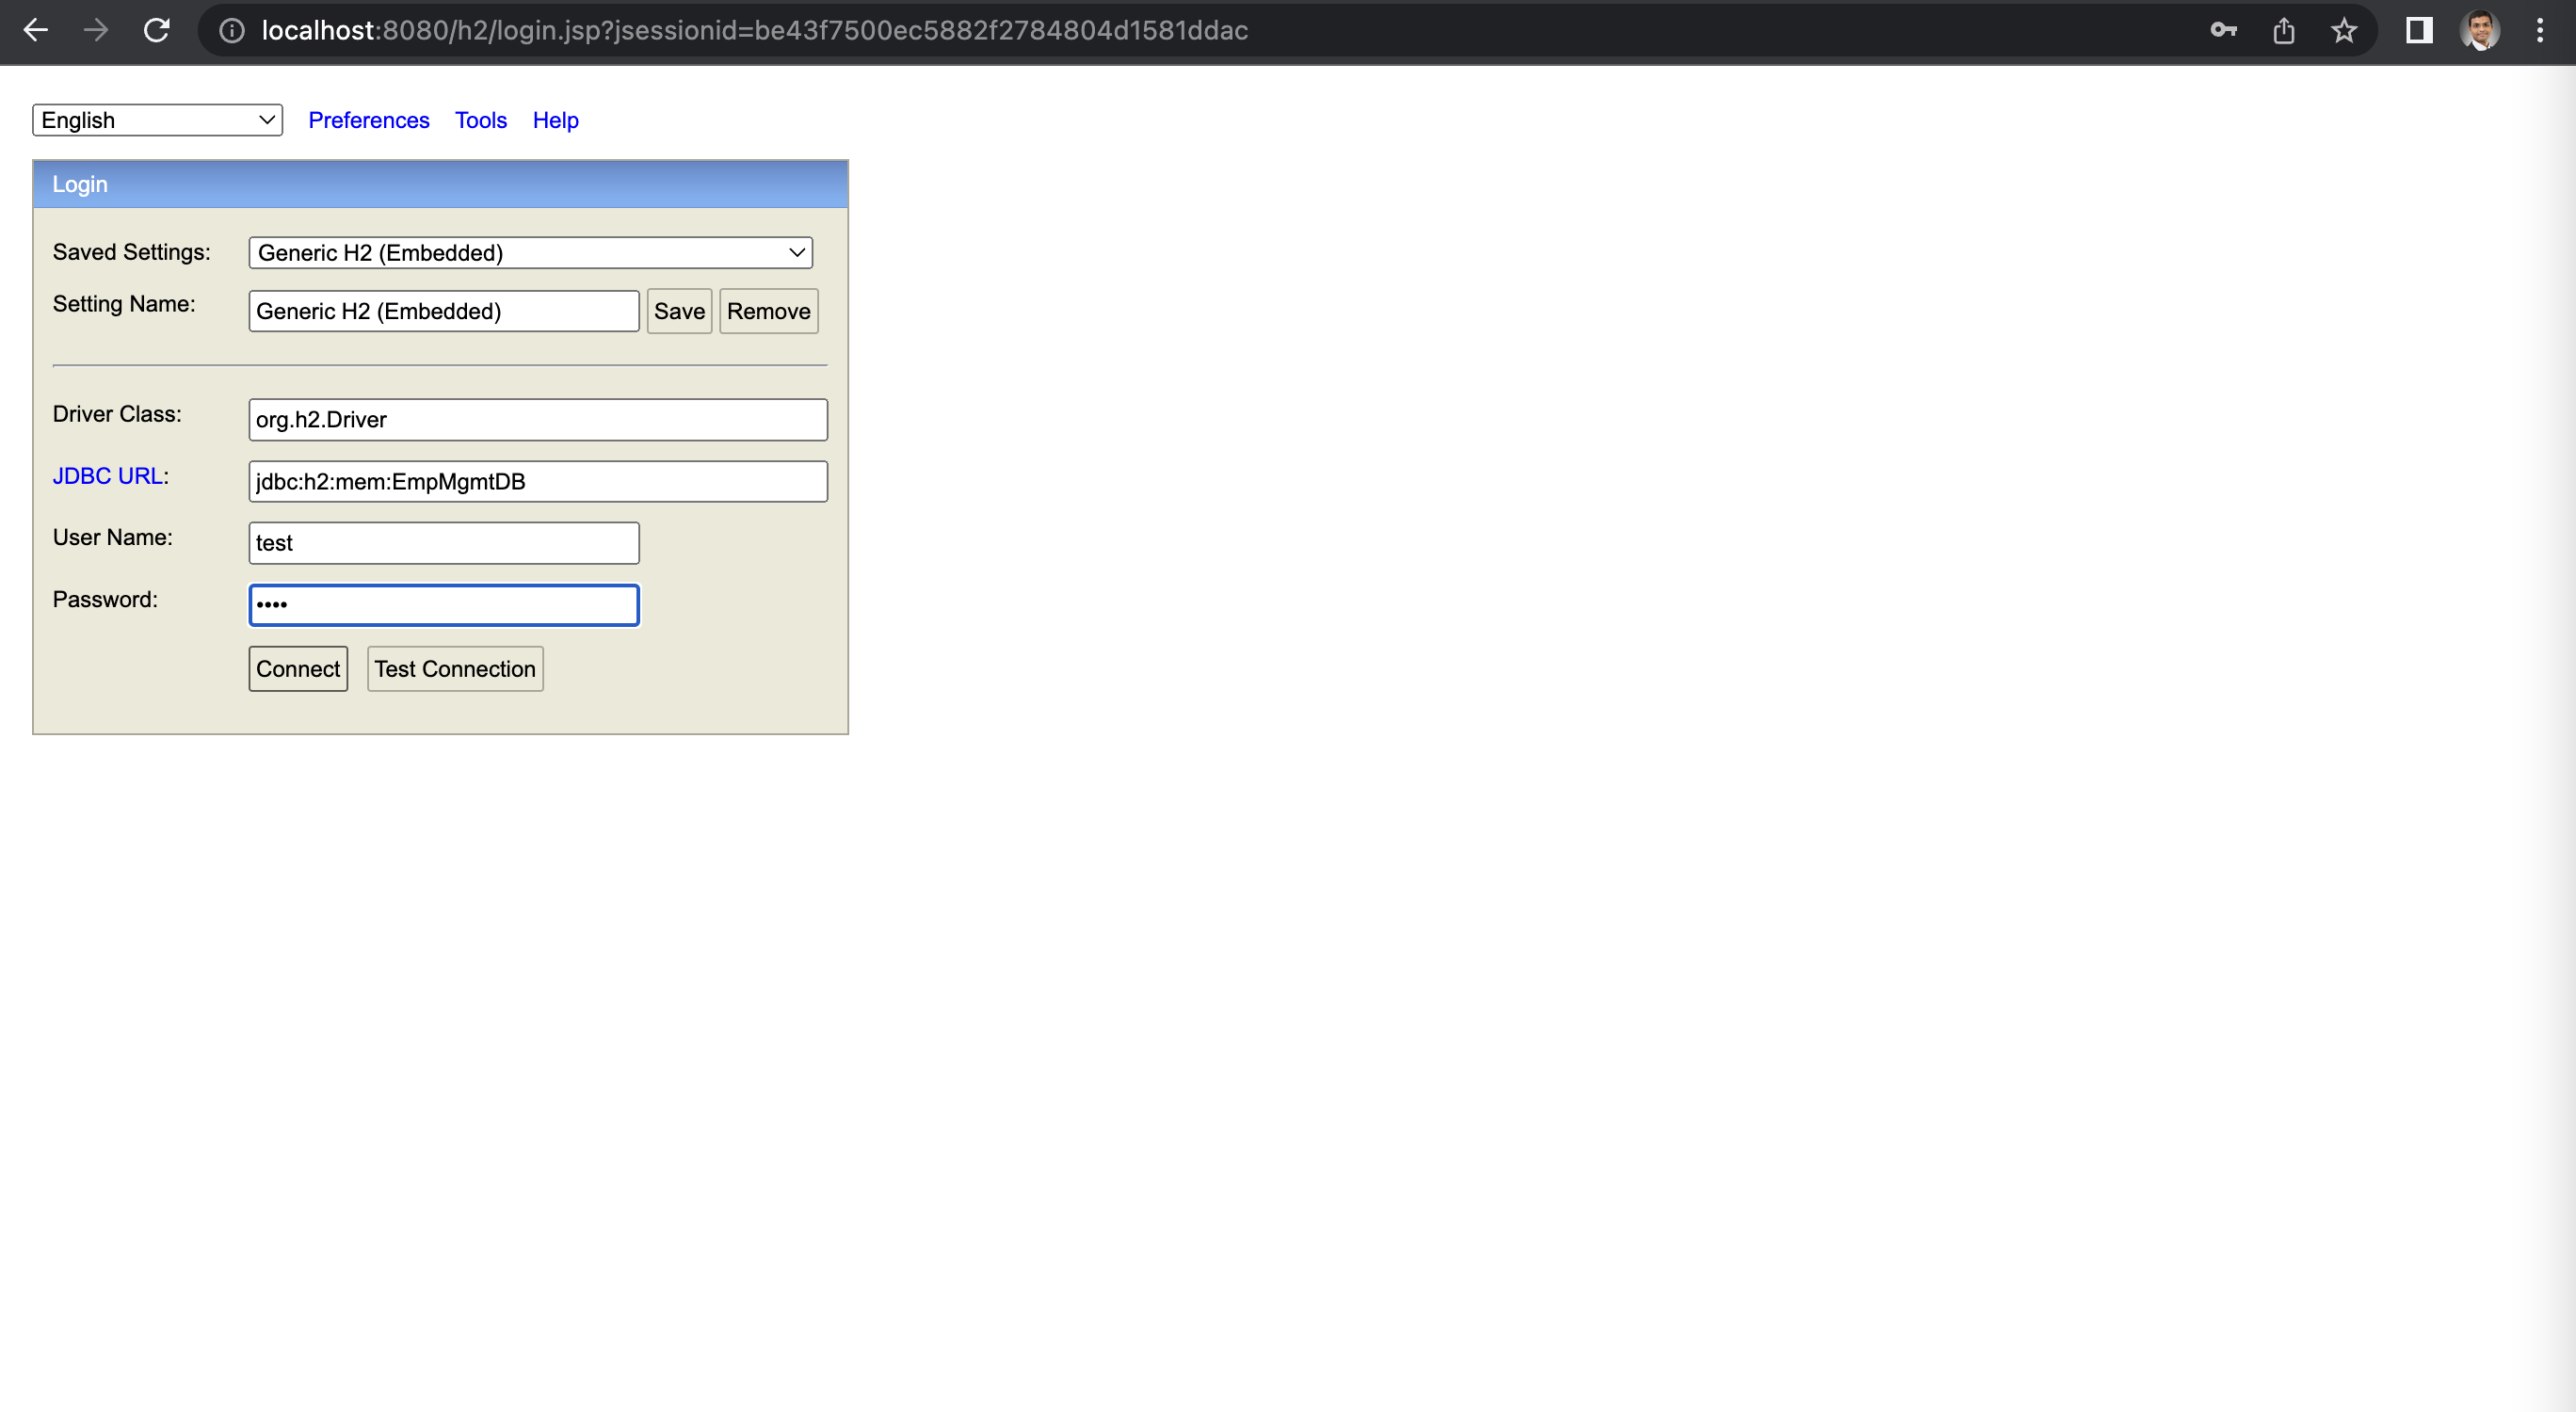 localhost:8080/h2/login.jsp?jsessionid=be43f7500ec5882f2784804d1581ddac
English Preferences Tools Help
Login
Saved Settings: Generic H2 (Embedded)
Setting Name: Generic H2 (Embedded) Save Remove
Driver Class: org.h2.Driver
JDBC URL: jdbc:h2:mem:EmpMgmtDB
User Name: test
Password: ••••
Connect Test Connection